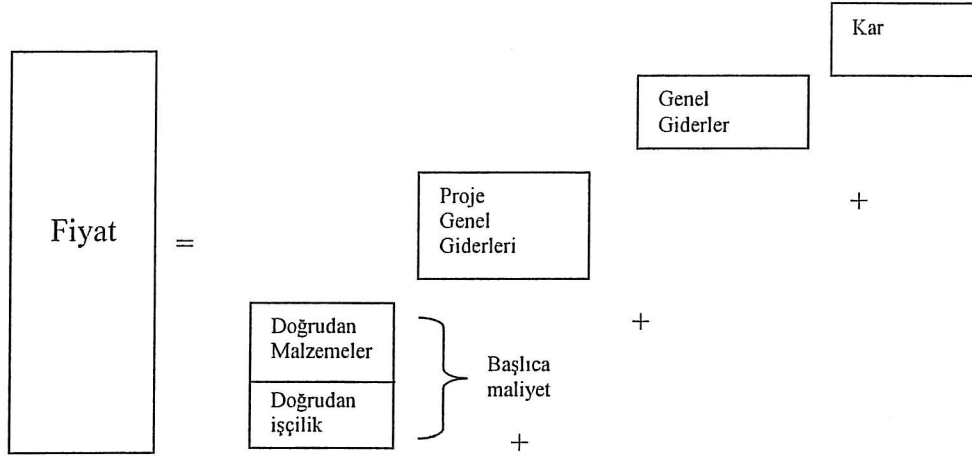 Kar
Genel
Giderler
+
Proje
Genel
Giderleri
Fiyat
=
+
Doğrudan
Malzemeler
Başlıca
maliyet
Doğrudan
işçilik
+